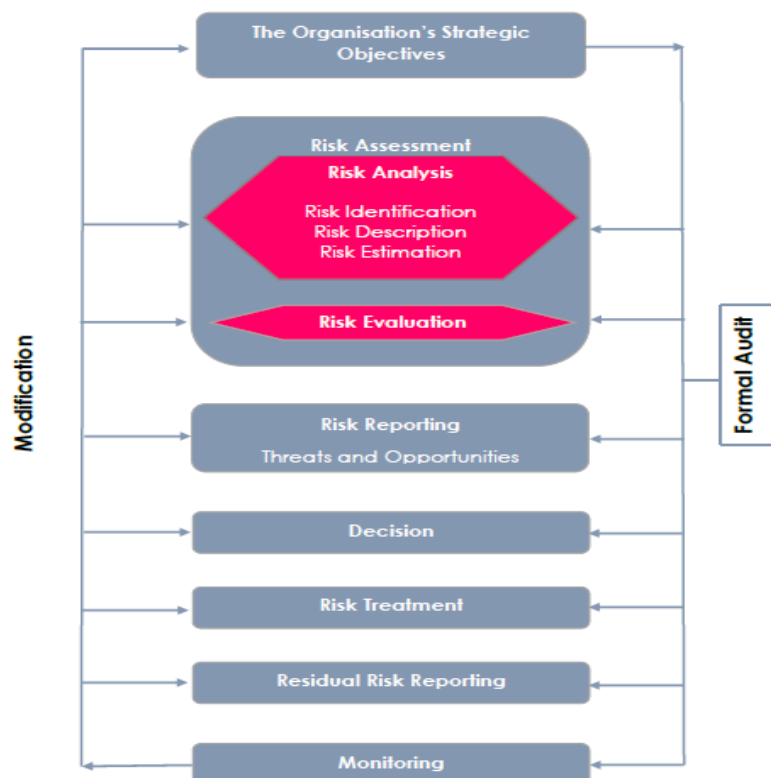 The Organisation's Strategic
Objectives
Risk Assessment
Risk Analysis
Risk Identification
Risk Description
Risk Estimation
Risk Evaluation
Modification
Formal Audit
Risk Reporting
Threats and Opportunities
Decision
Risk Treatment
Residual Risk Reporting
Monitoring